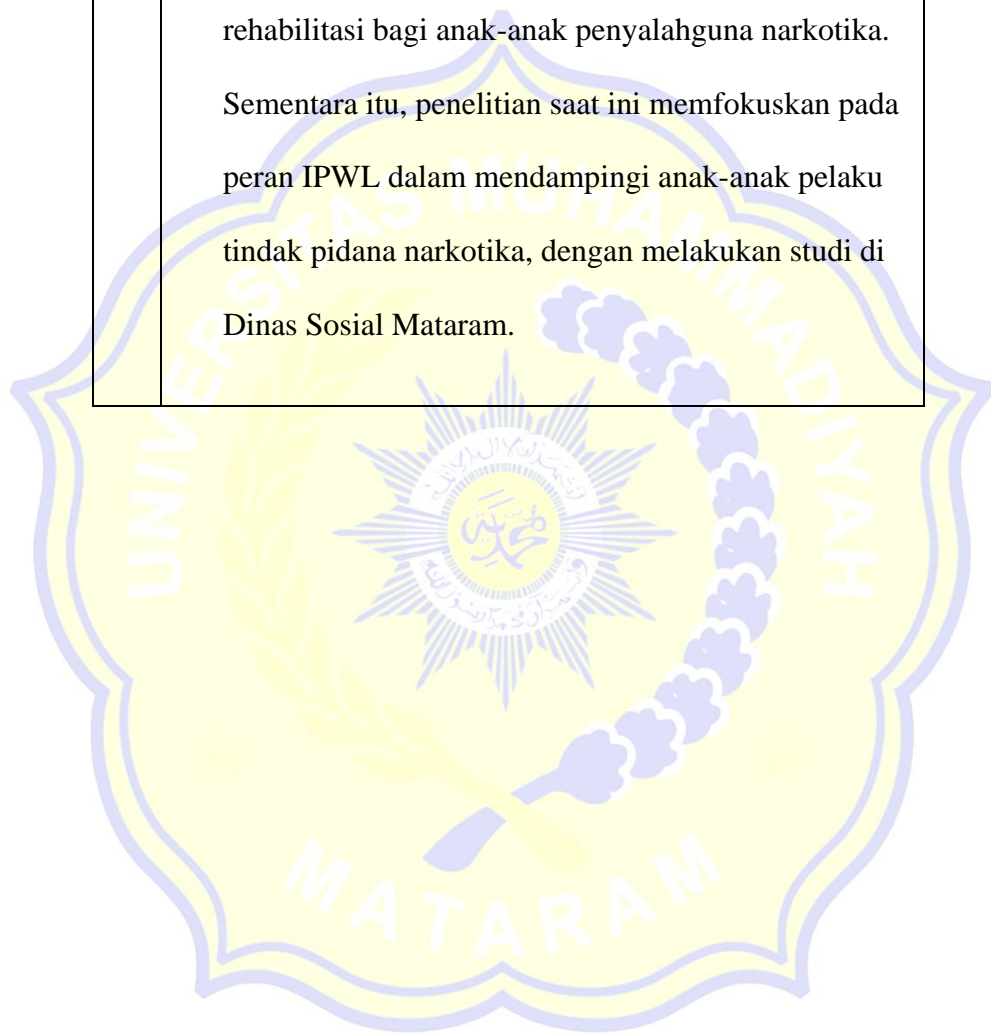 rehabilitasi bagi anak-anak penyalahguna narkotika.
Sementara itu, penelitian saat ini memfokuskan pada
peran IPWL dalam mendampingi anak-anak pelaku
tindak pidana narkotika, dengan melakukan studi di
Dinas Sosial Mataram.
UNIVERSITAS MUHAMMADIYAH
MATARAM